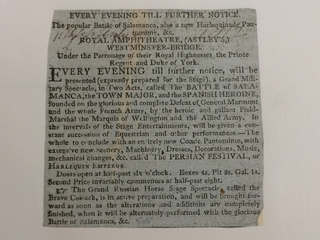 EVERY EVENING TILL FURTHER NOTICE.
The popular Battle of Salamanca, also a new Harlequinade Pan-
tomime, &c.
ROYAL AMPHITHEATRE, (ASTLEY'S,)
WESTMINSTER-BRIDGE.
Under the Patronage of their Royal Highnesses the Prince
Regent and Duke of York.
EVERY EVENING till further notice, will be
presented (expressly prepared for the Stage), a Grand Mili-
tary Spectacle, in Two Acts, called The BATTLE of SALA-
MANCA, the TOWN MAJOR, and the SPANISH HEROINE,
founded on the glorious and complete Defeat of General Marmont
and the whole French Army, by the heroic and gallant Field-
Marshal the Marquis of Wellington and the Allied Army. In
the intervals of the Stage Entertainments, will be given a con-
stant succession of Equestrian and other performances—The
whole to conclude with an entirely new Comic Pantomime, with
extensive new Scenery, Machinery, Dresses, Decorations, Music,
mechanical changes, &c. called The PERSIAN FESTIVAL, or
HARLEQUIN EMPEROR.
Doors open at half-past six o'clock. Boxes 4s. Pit 2s. Gal. 1s.
Second Price invariably commences at half-past eight.
The Grand Russian Horse Stage Spectacle, called the
Brave Cossack, is in active preparation, and will be brought for-
ward as soon as the alterations and additions are completely
finished, when it will be alternately performed with the glorious
Battle of Salamanca, &c.